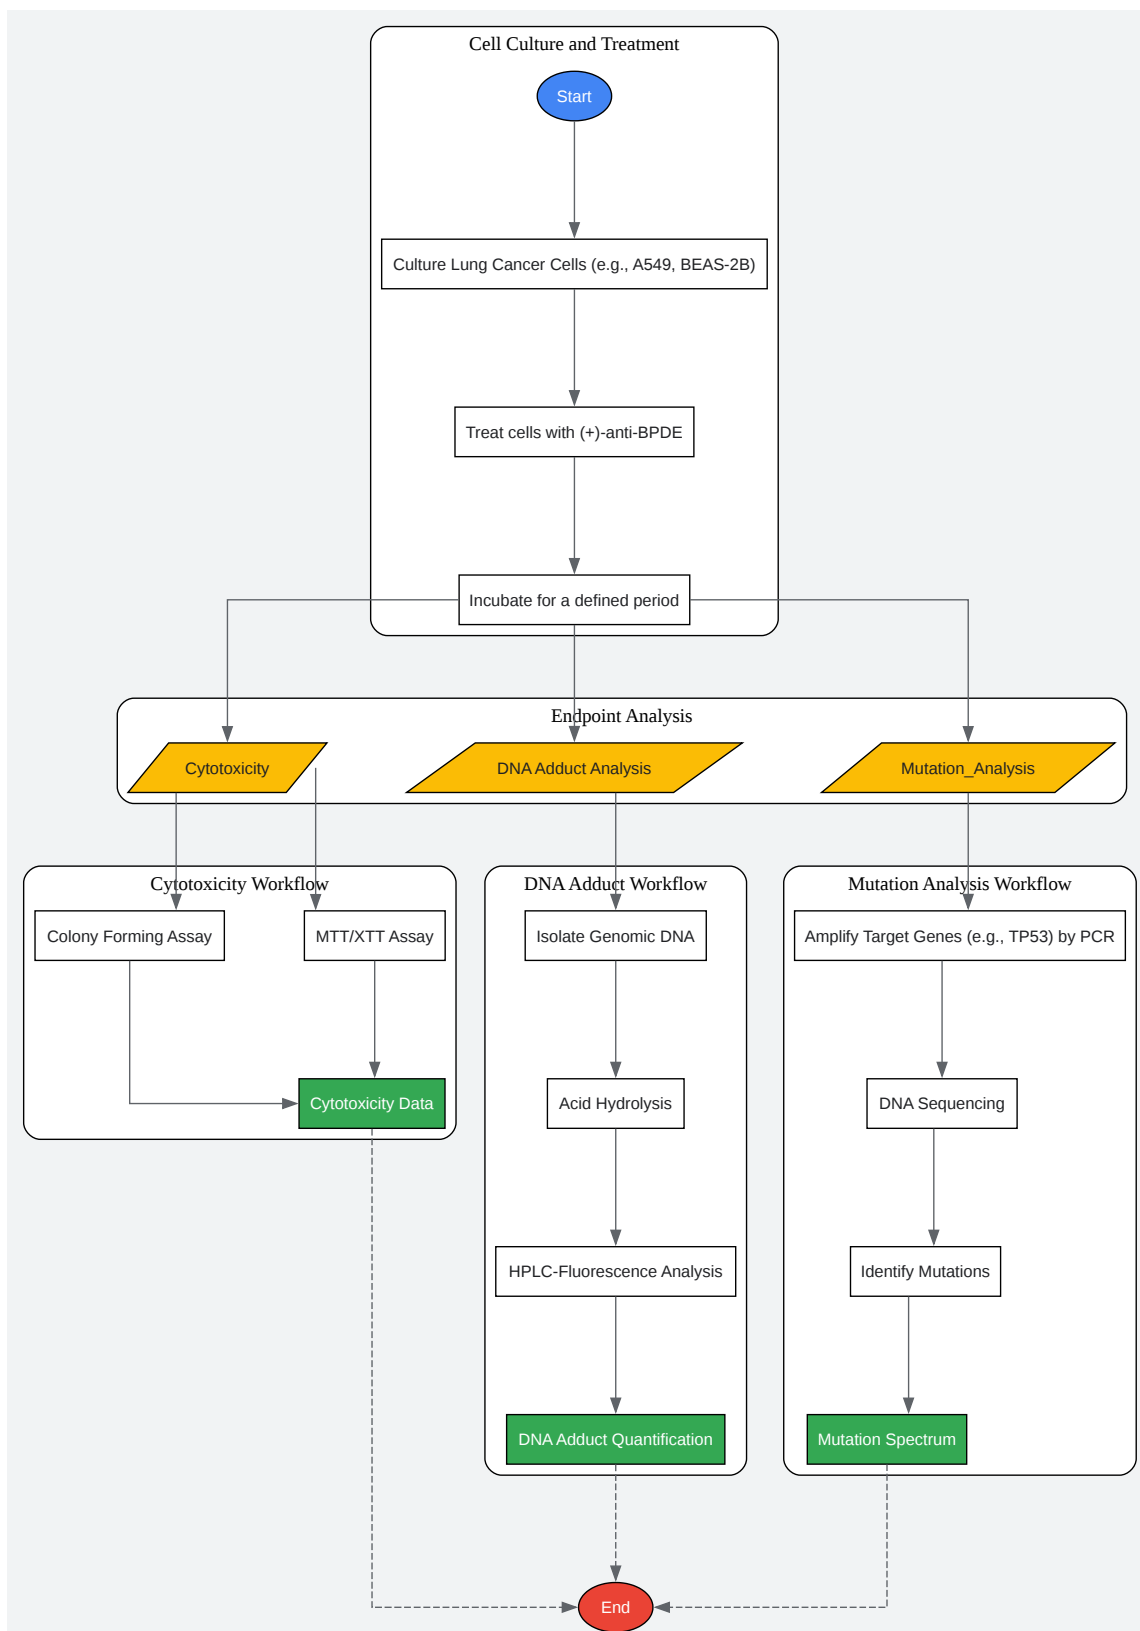 Cell Culture and Treatment
Start
Culture Lung Cancer Cells (e.g., A549, BEAS-2B)
Treat cells with (+)-anti-BPDE
Incubate for a defined period
Endpoint Analysis
Cytotoxicity
DNA Adduct Analysis
Mutation_Analysis
Cytotoxicity Workflow
Colony Forming Assay
MTT/XTT Assay
Cytotoxicity Data
DNA Adduct Workflow
Isolate Genomic DNA
Acid Hydrolysis
HPLC-Fluorescence Analysis
DNA Adduct Quantification
Mutation Analysis Workflow
Amplify Target Genes (e.g., TP53) by PCR
DNA Sequencing
Identify Mutations
Mutation Spectrum
End